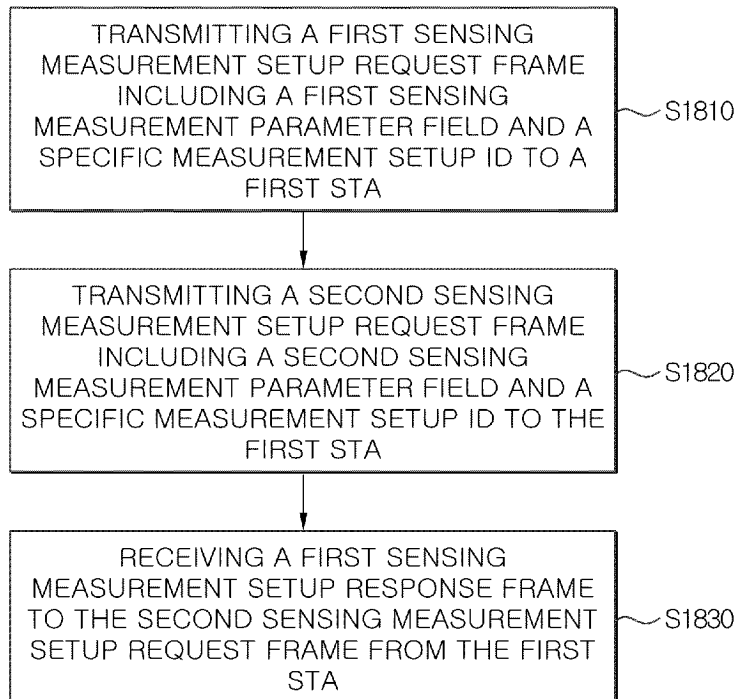 TRANSMITTING A FIRST SENSING
MEASUREMENT SETUP REQUEST FRAME
INCLUDING A FIRST SENSING
MEASUREMENT PARAMETER FIELD AND A
SPECIFIC MEASUREMENT SETUP ID TO A
FIRST STA
S1810
TRANSMITTING A SECOND SENSING
MEASUREMENT SETUP REQUEST FRAME
INCLUDING A SECOND SENSING
MEASUREMENT PARAMETER FIELD AND A
SPECIFIC MEASUREMENT SETUP ID TO THE
FIRST STA
S1820
RECEIVING A FIRST SENSING
MEASUREMENT SETUP RESPONSE FRAME
TO THE SECOND SENSING MEASUREMENT
SETUP REQUEST FRAME FROM THE FIRST
STA
S1830